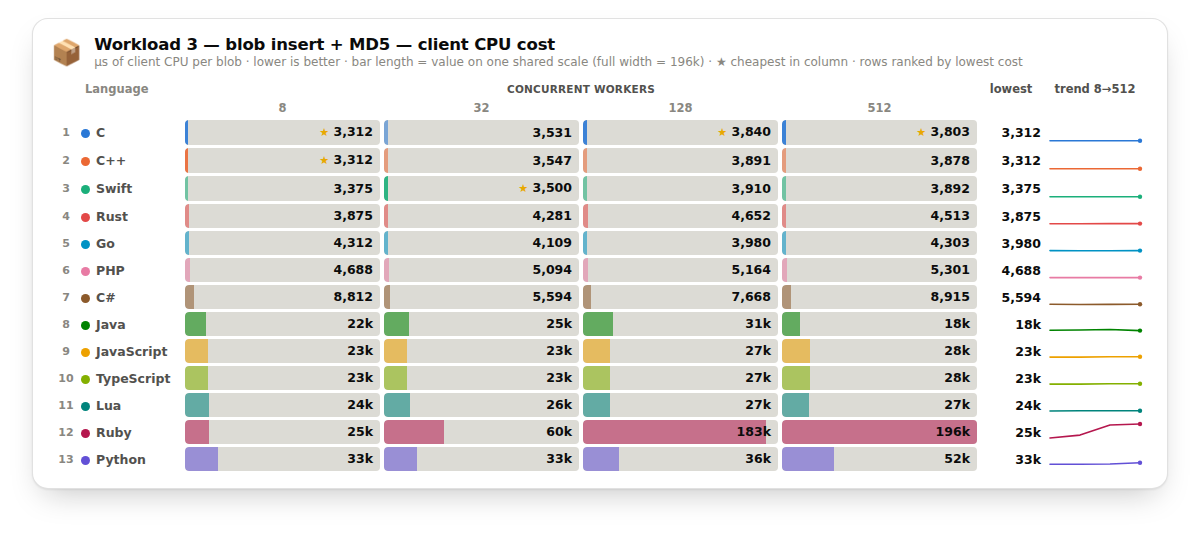 Workload 3 — blob insert + MD5 — client CPU cost
µs of client CPU per blob · lower is better · bar length = value on one shared scale (full width = 196k) · ★ cheapest in column · rows ranked by lowest cost
Language CONCURRENT WORKERS lowest trend 8→512
8 32 128 512
1 C ★ 3,312 3,531 ★ 3,840 ★ 3,803 3,312
2 C++ ★ 3,312 3,547 3,891 3,878 3,312
3 Swift 3,375 ★ 3,500 3,910 3,892 3,375
4 Rust 3,875 4,281 4,652 4,513 3,875
5 Go 4,312 4,109 3,980 4,303 3,980
6 PHP 4,688 5,094 5,164 5,301 4,688
7 C# 8,812 5,594 7,668 8,915 5,594
8 Java 22k 25k 31k 18k 18k
9 JavaScript 23k 23k 27k 28k 23k
10 TypeScript 23k 23k 27k 28k 23k
11 Lua 24k 26k 27k 27k 24k
12 Ruby 25k 60k 183k 196k 25k
13 Python 33k 33k 36k 52k 33k